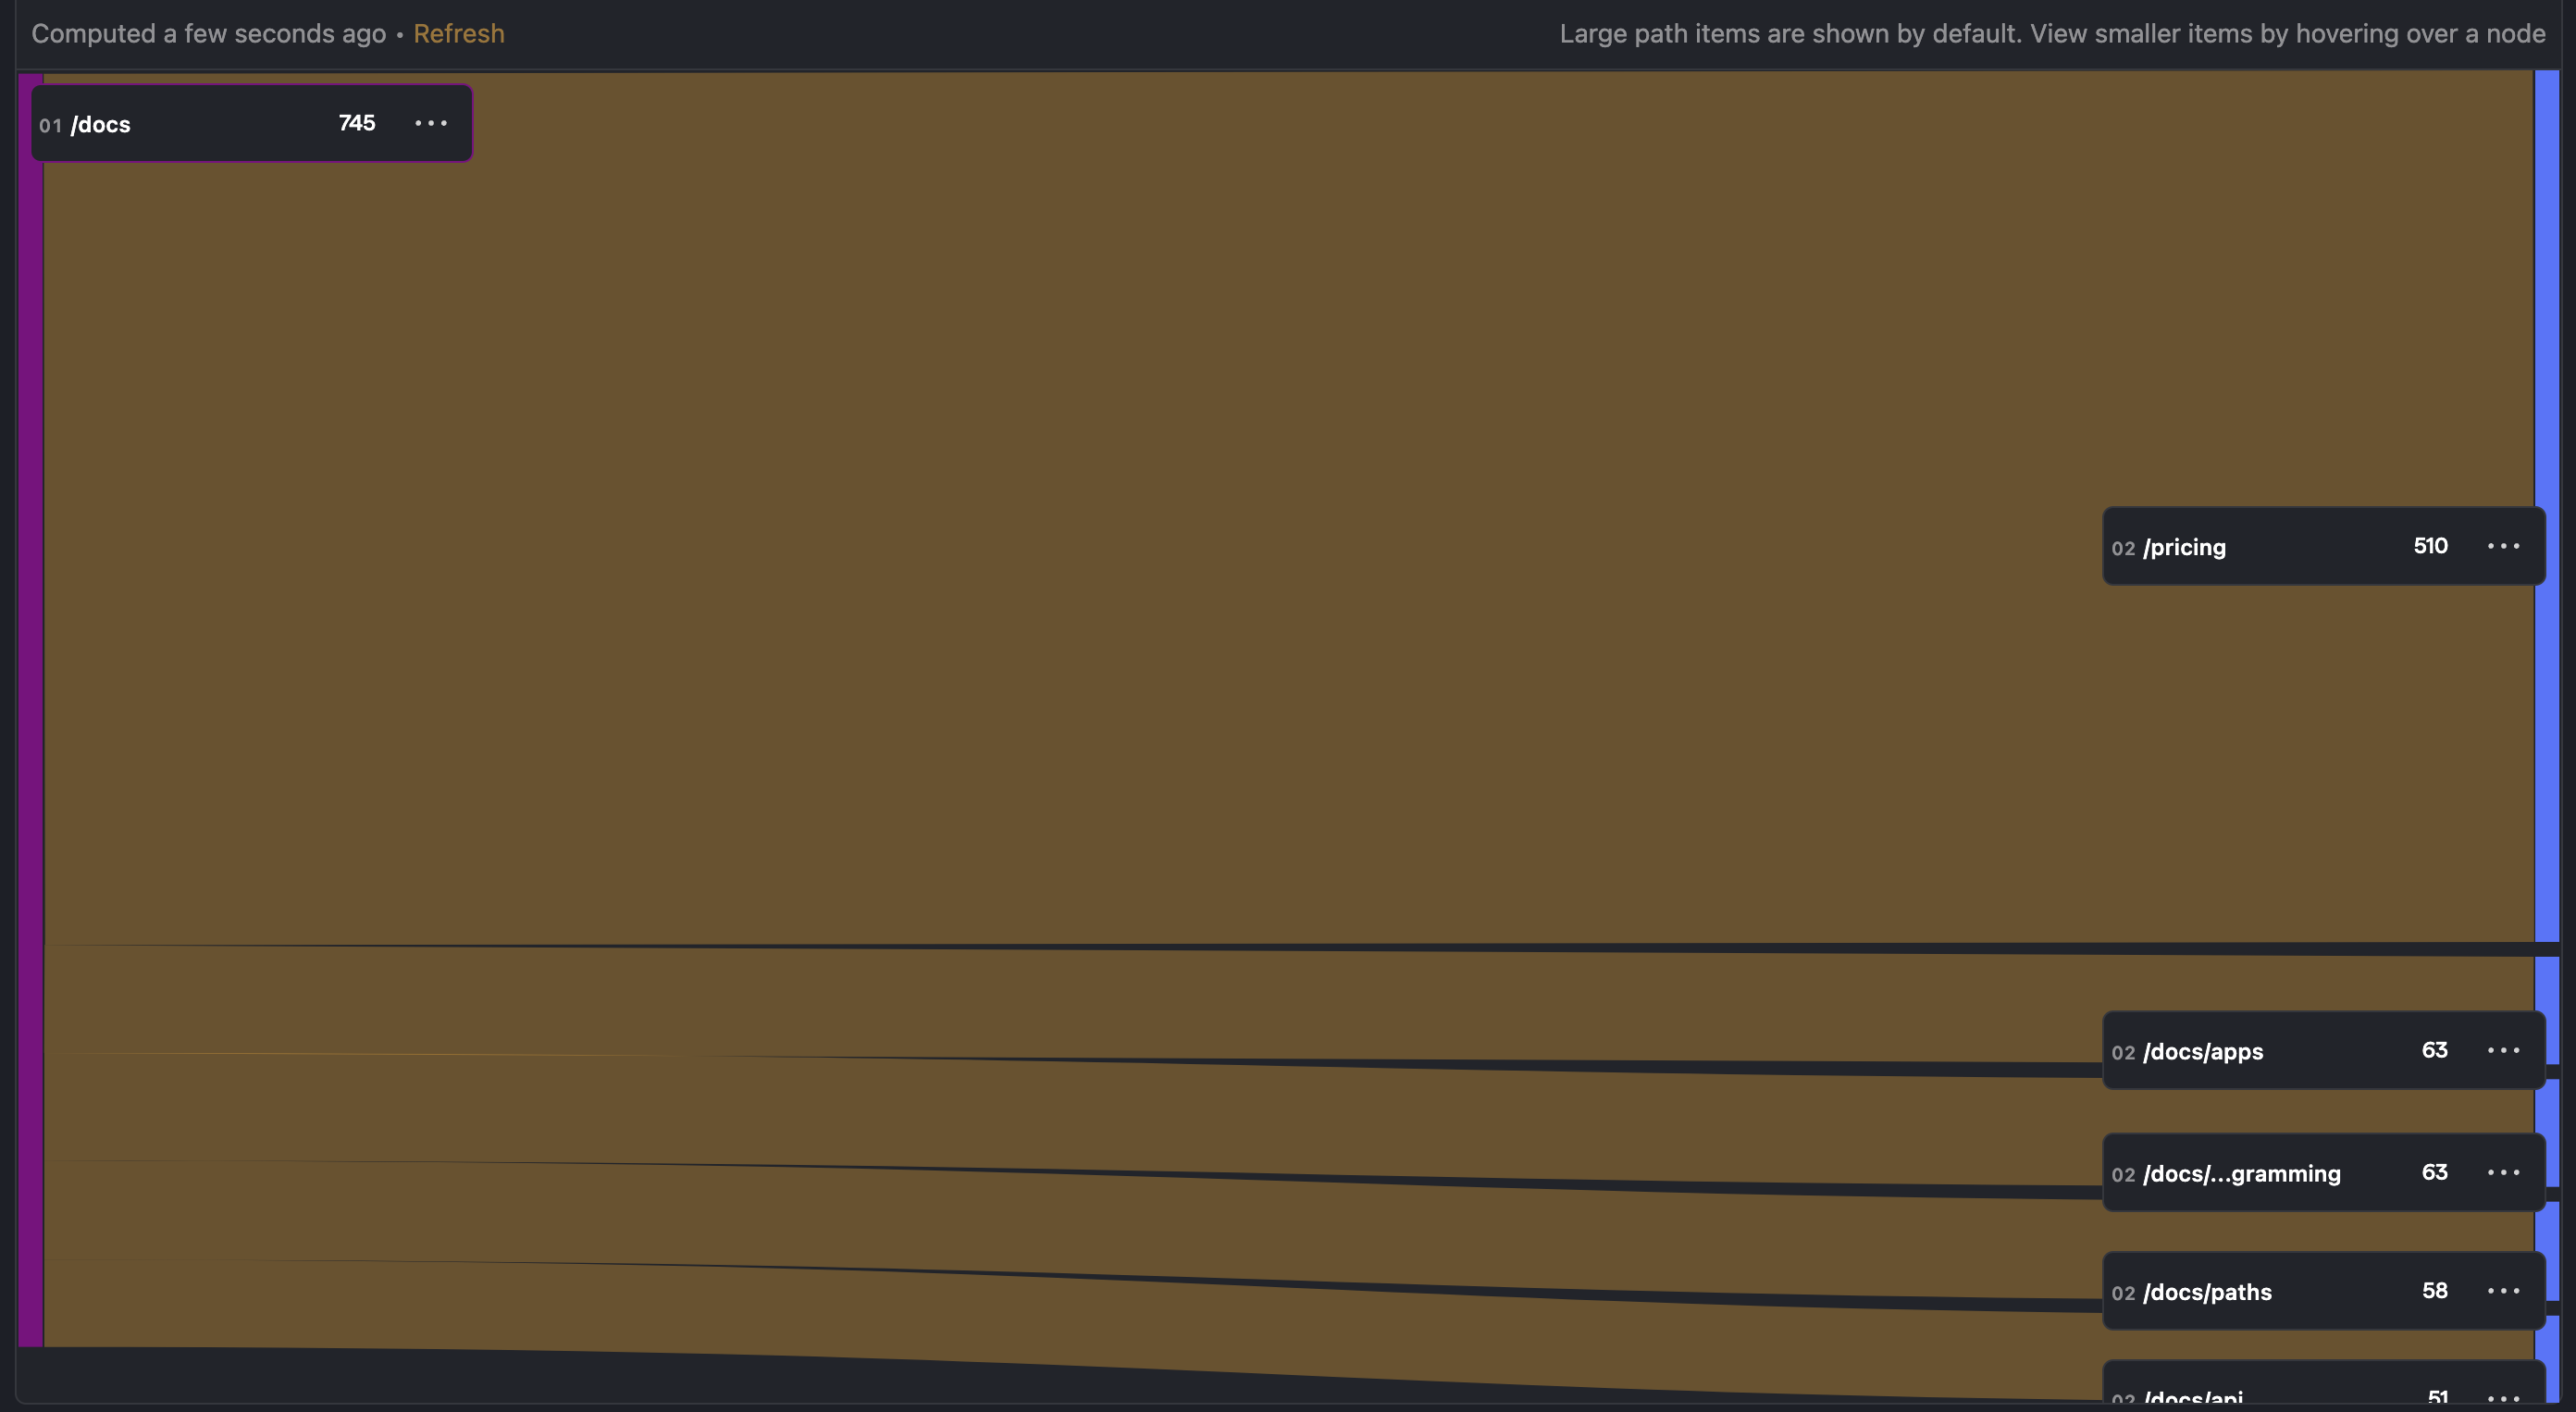 Computed a few seconds ago • Refresh
Large path items are shown by default. View smaller items by hovering over a node
01 /docs 745 •••
02 /pricing 510 •••
02 /docs/apps 63 •••
02 /docs/...gramming 63 •••
02 /docs/paths 58 •••
02 /docs/api 51 •••